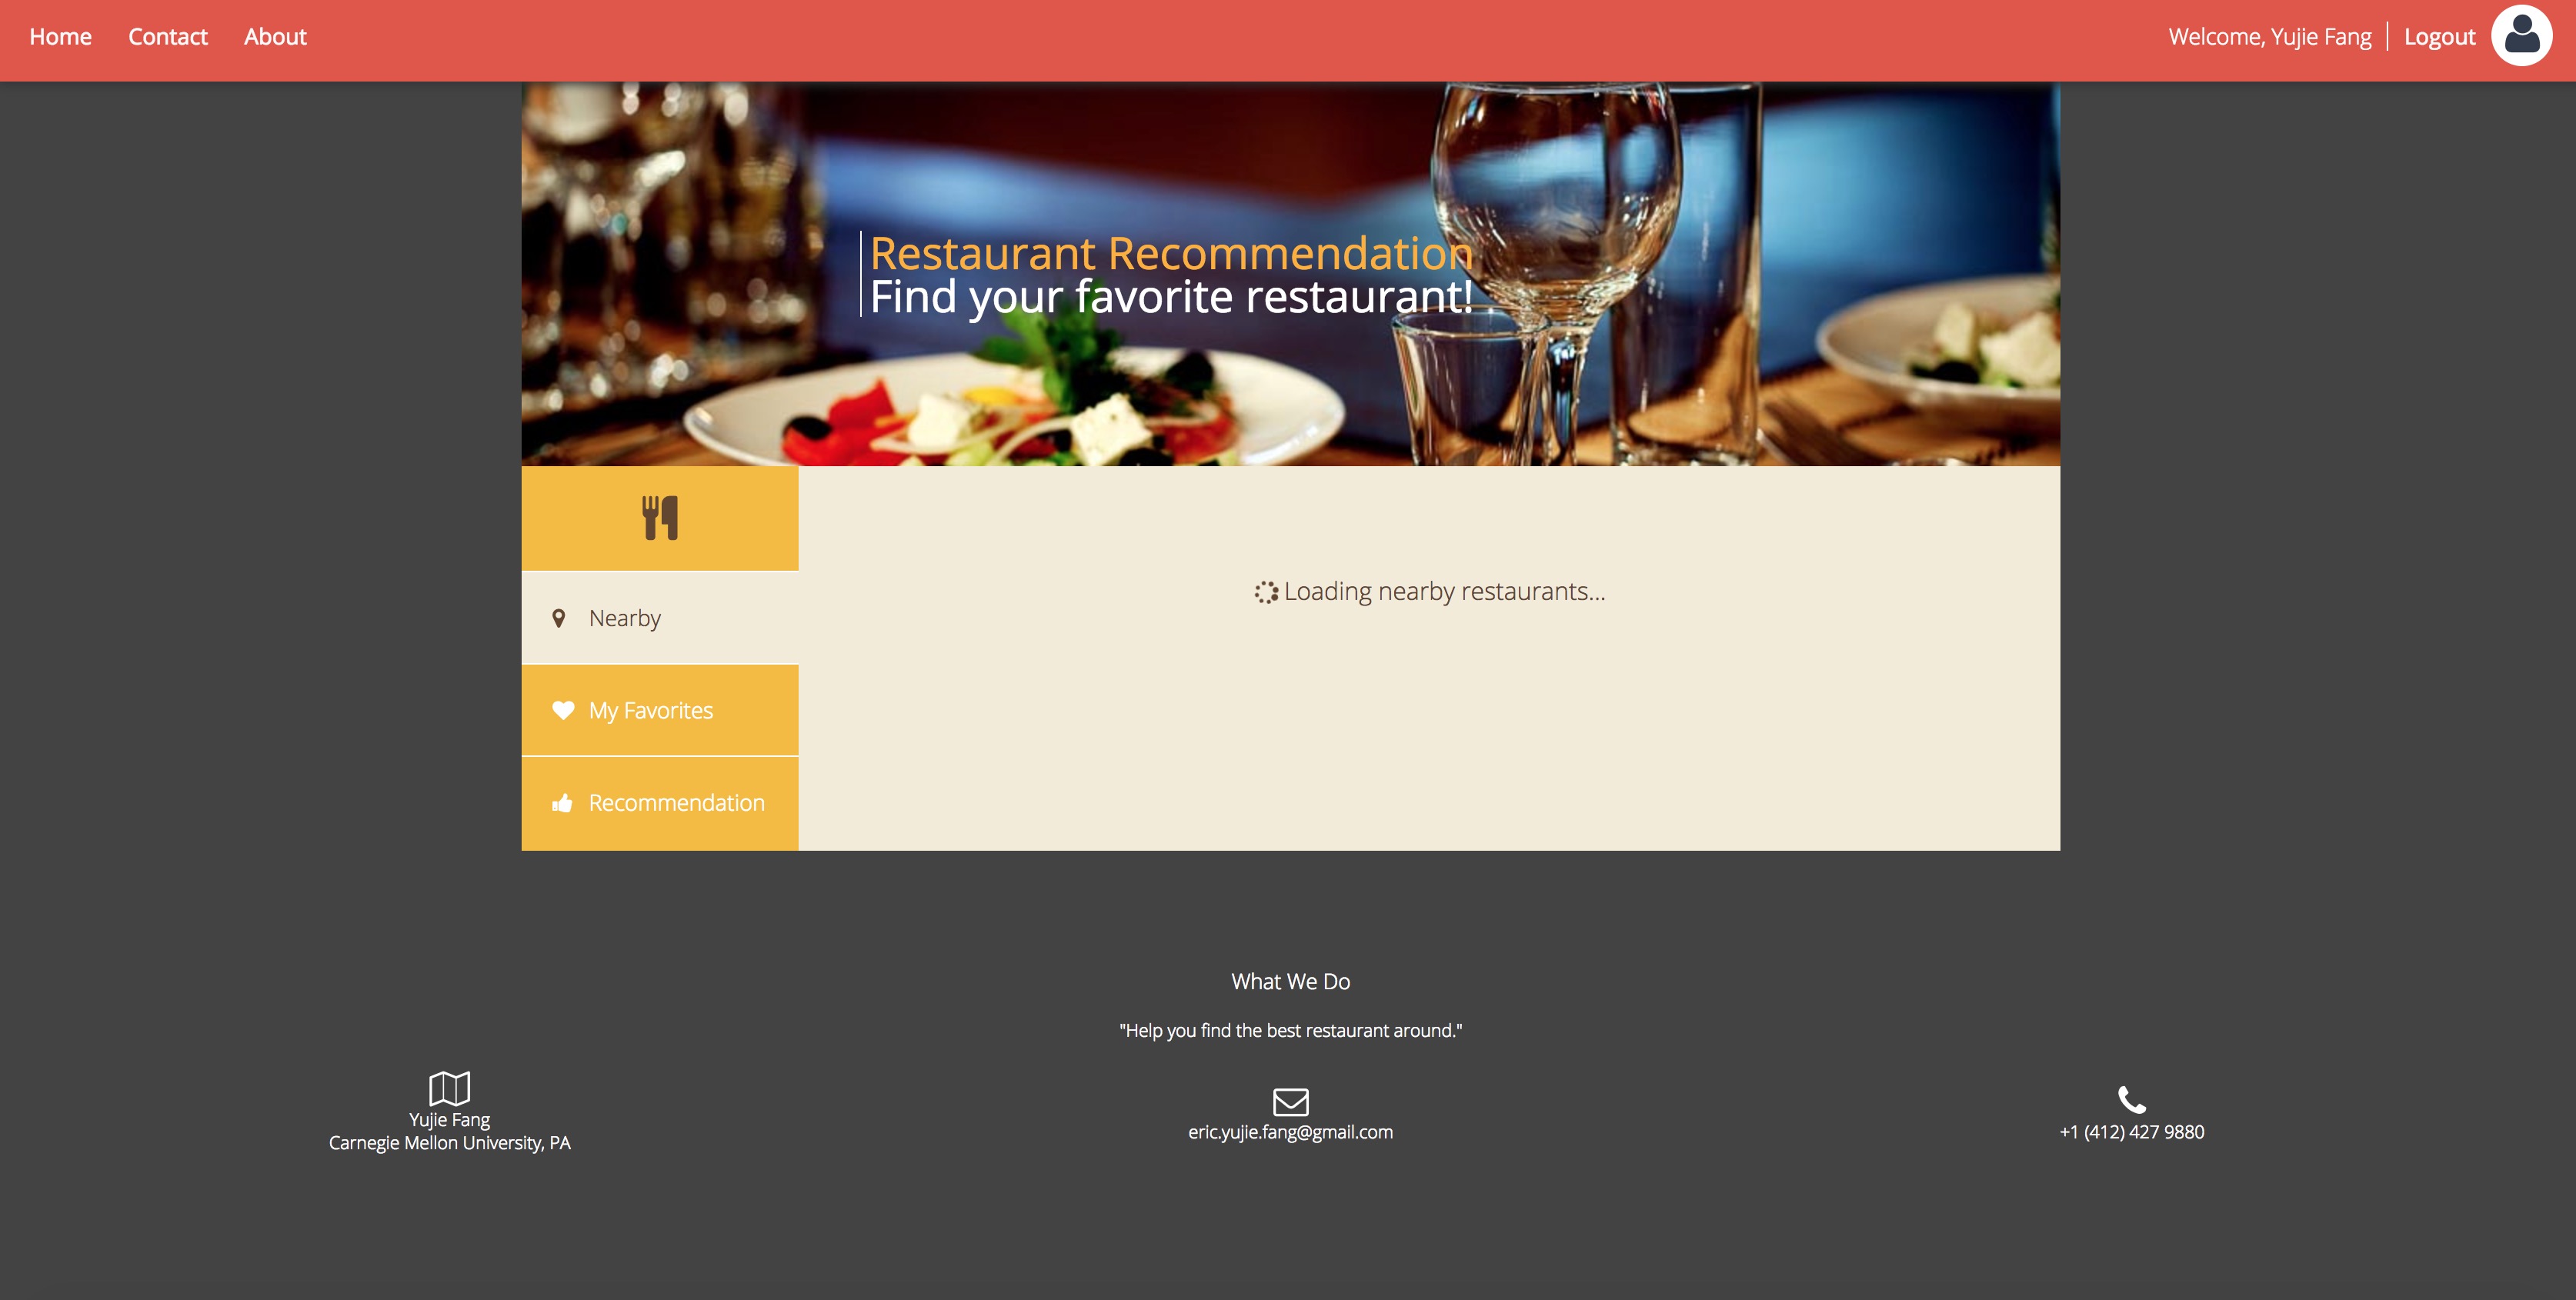 Home
Contact
About
Welcome, Yujie Fang
Logout
Restaurant Recommendation
Find your favorite restaurant!
Nearby
My Favorites
Recommendation
Loading nearby restaurants...
What We Do
"Help you find the best restaurant around."
Yujie Fang
Carnegie Mellon University, PA
eric.yujie.fang@gmail.com
+1 (412) 427 9880